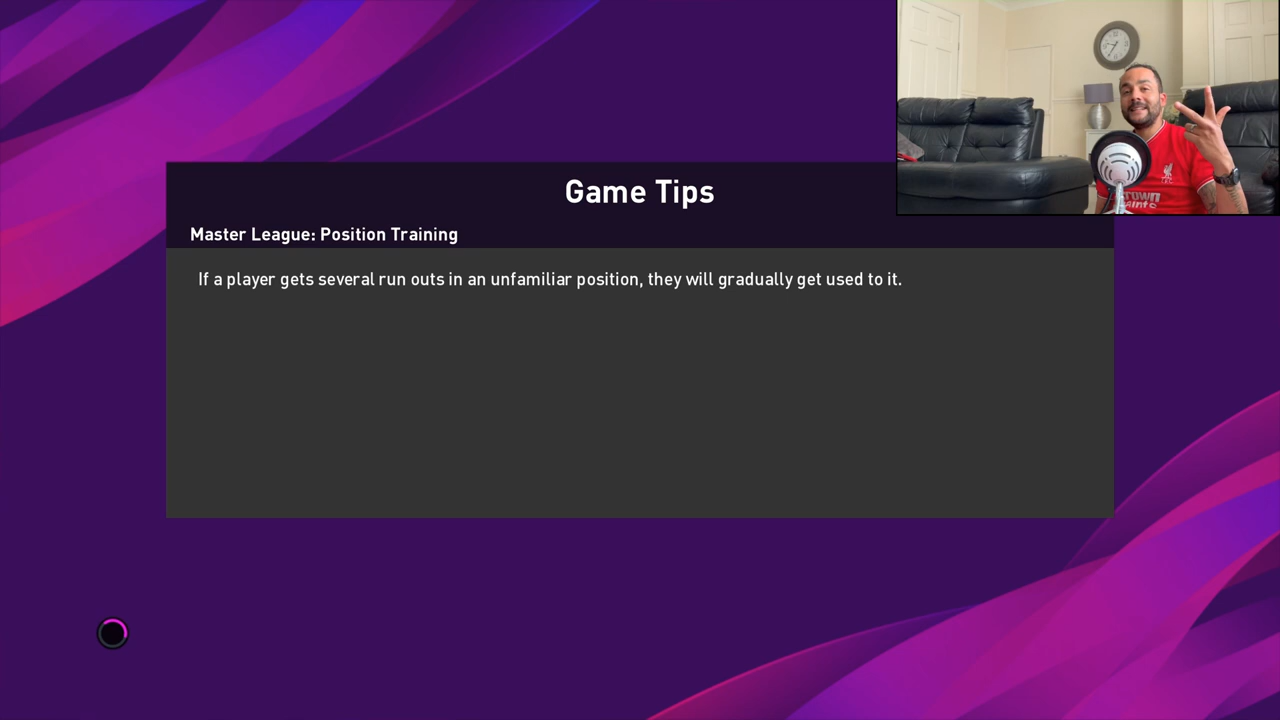 Game Tips
Master League: Position Training
If a player gets several run outs in an unfamiliar position, they will gradually get used to it.